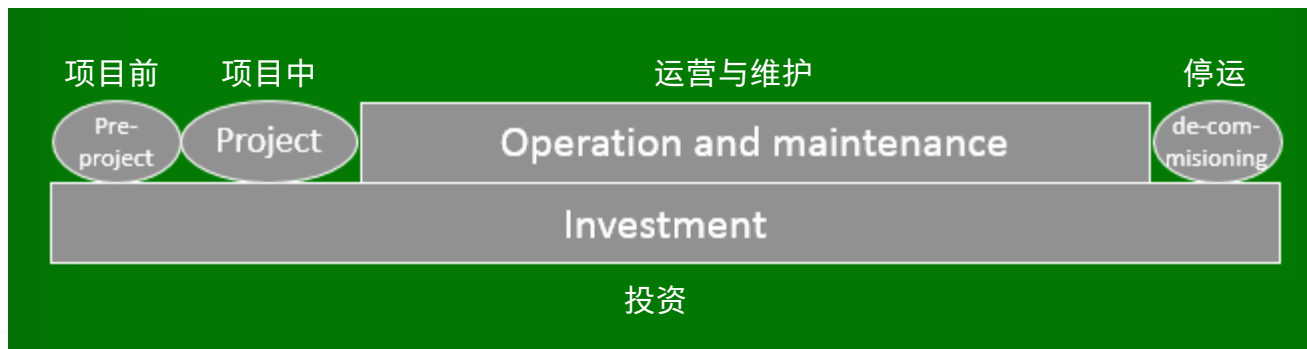 项目前 项目中 运营与维护 停运
Pre-
project
Project
Operation and maintenance
de-com-
misioning
Investment
投资